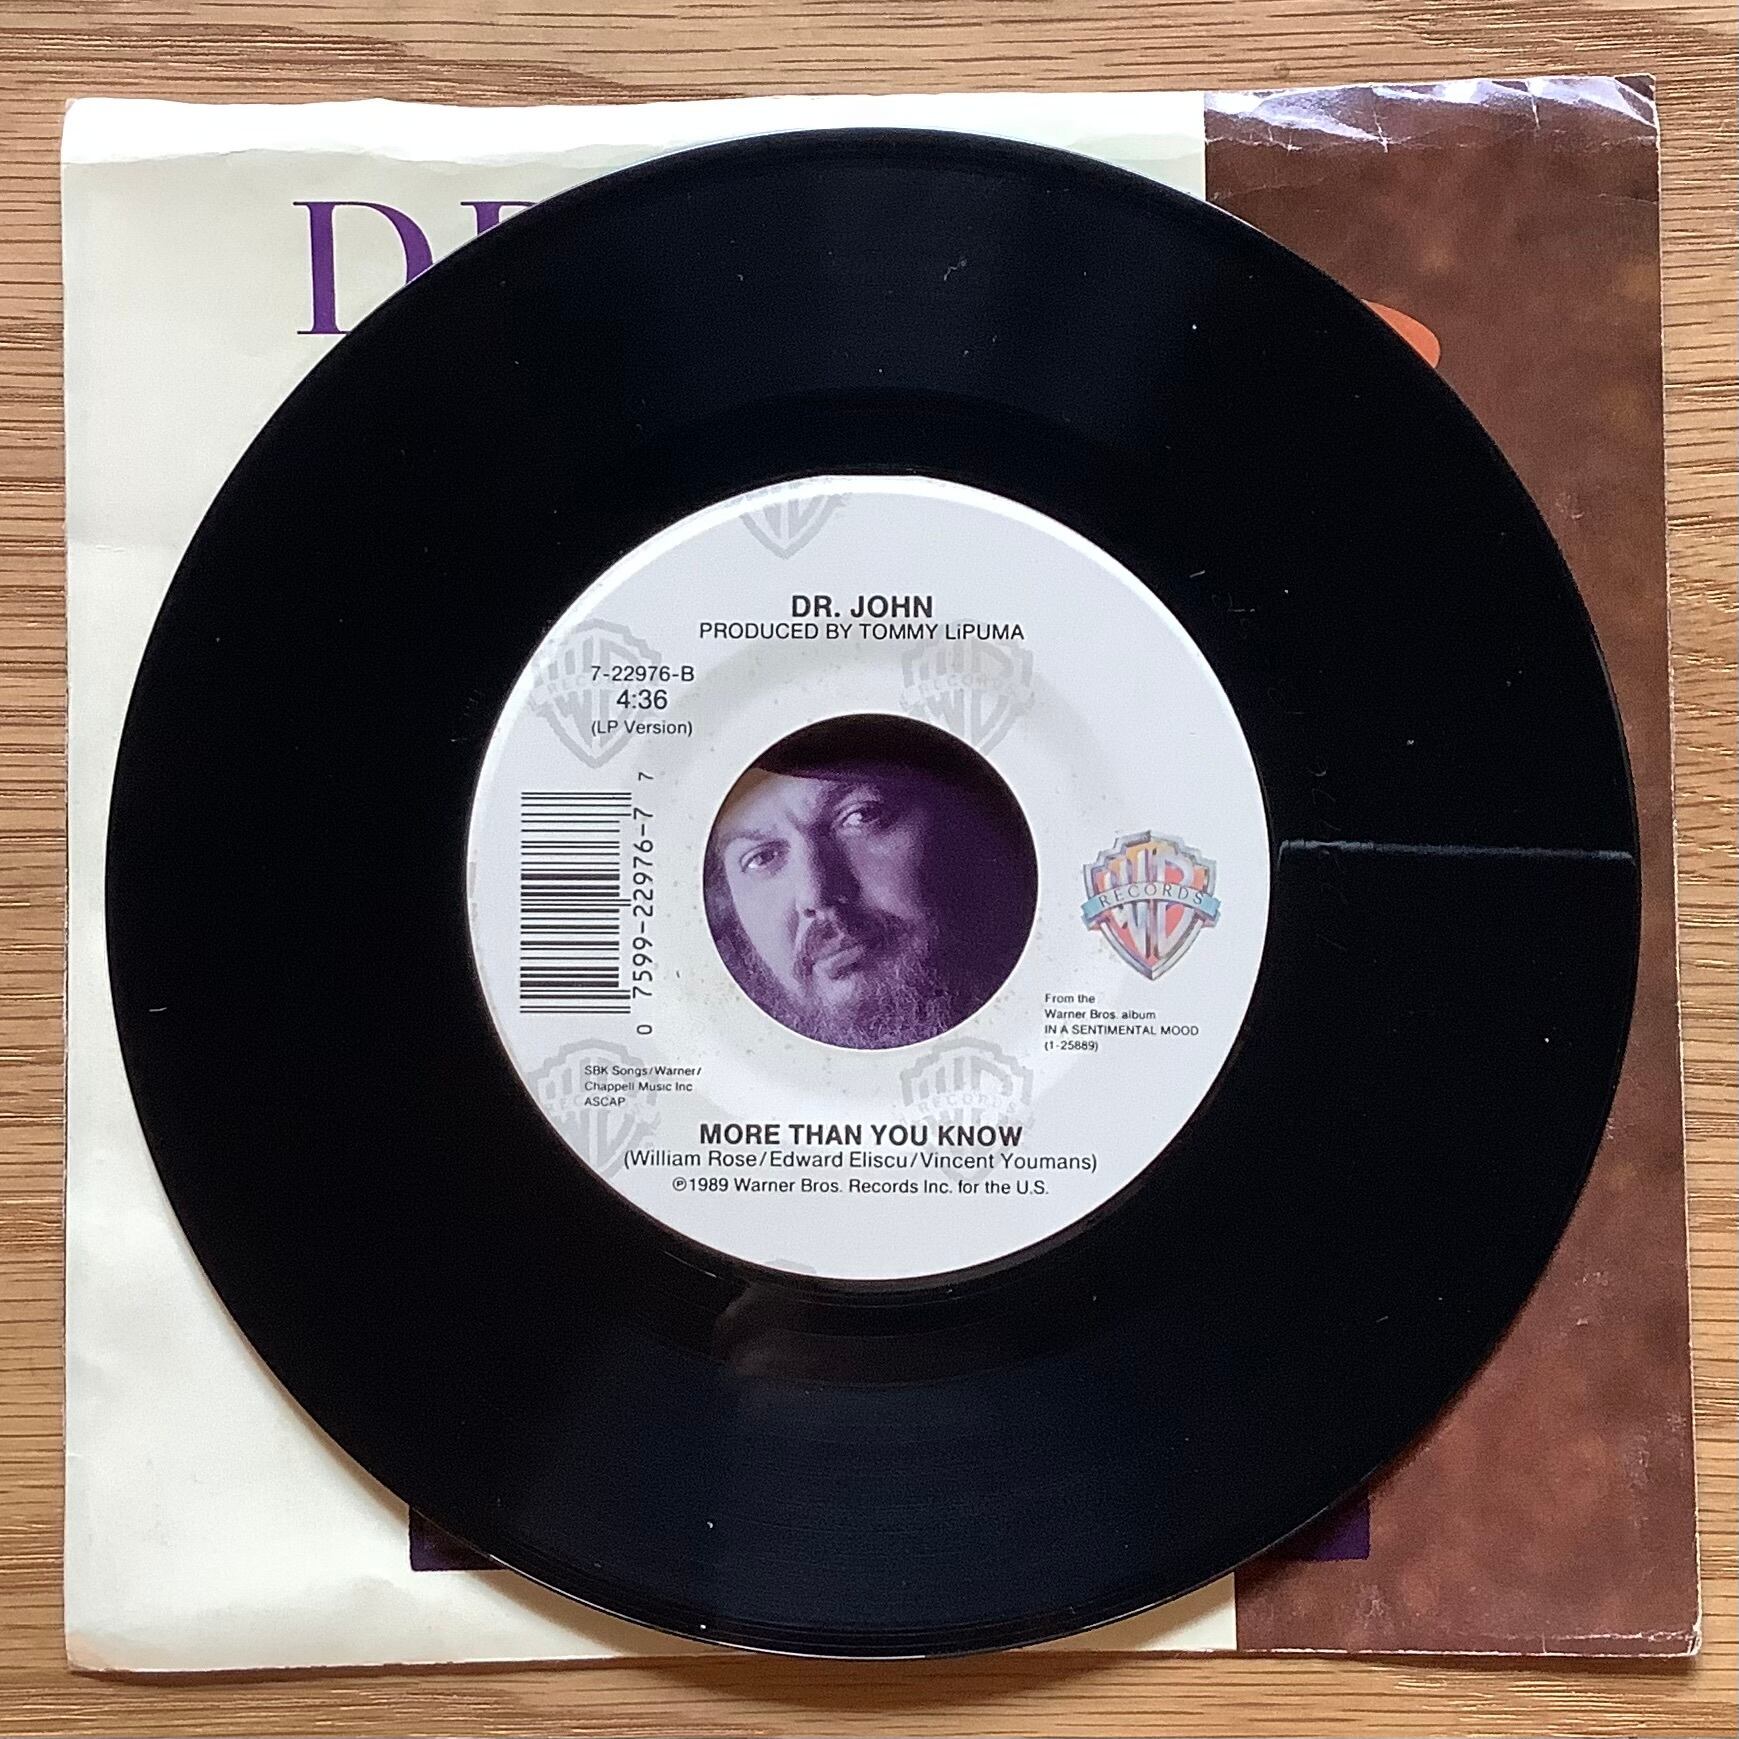 DR. JOHN
PRODUCED BY TOMMY LiPUMA
7-22976-B
4:36
(LP Version)
0 7599-22976-7 7
RECORDS
From the
Warner Bros. album
IN A SENTIMENTAL MOOD
(1-25889)
SBK Songs/Warner/
Chappell Music Inc
ASCAP
MORE THAN YOU KNOW
(William Rose/Edward Eliscu/Vincent Youmans)
℗1989 Warner Bros. Records Inc. for the U.S.